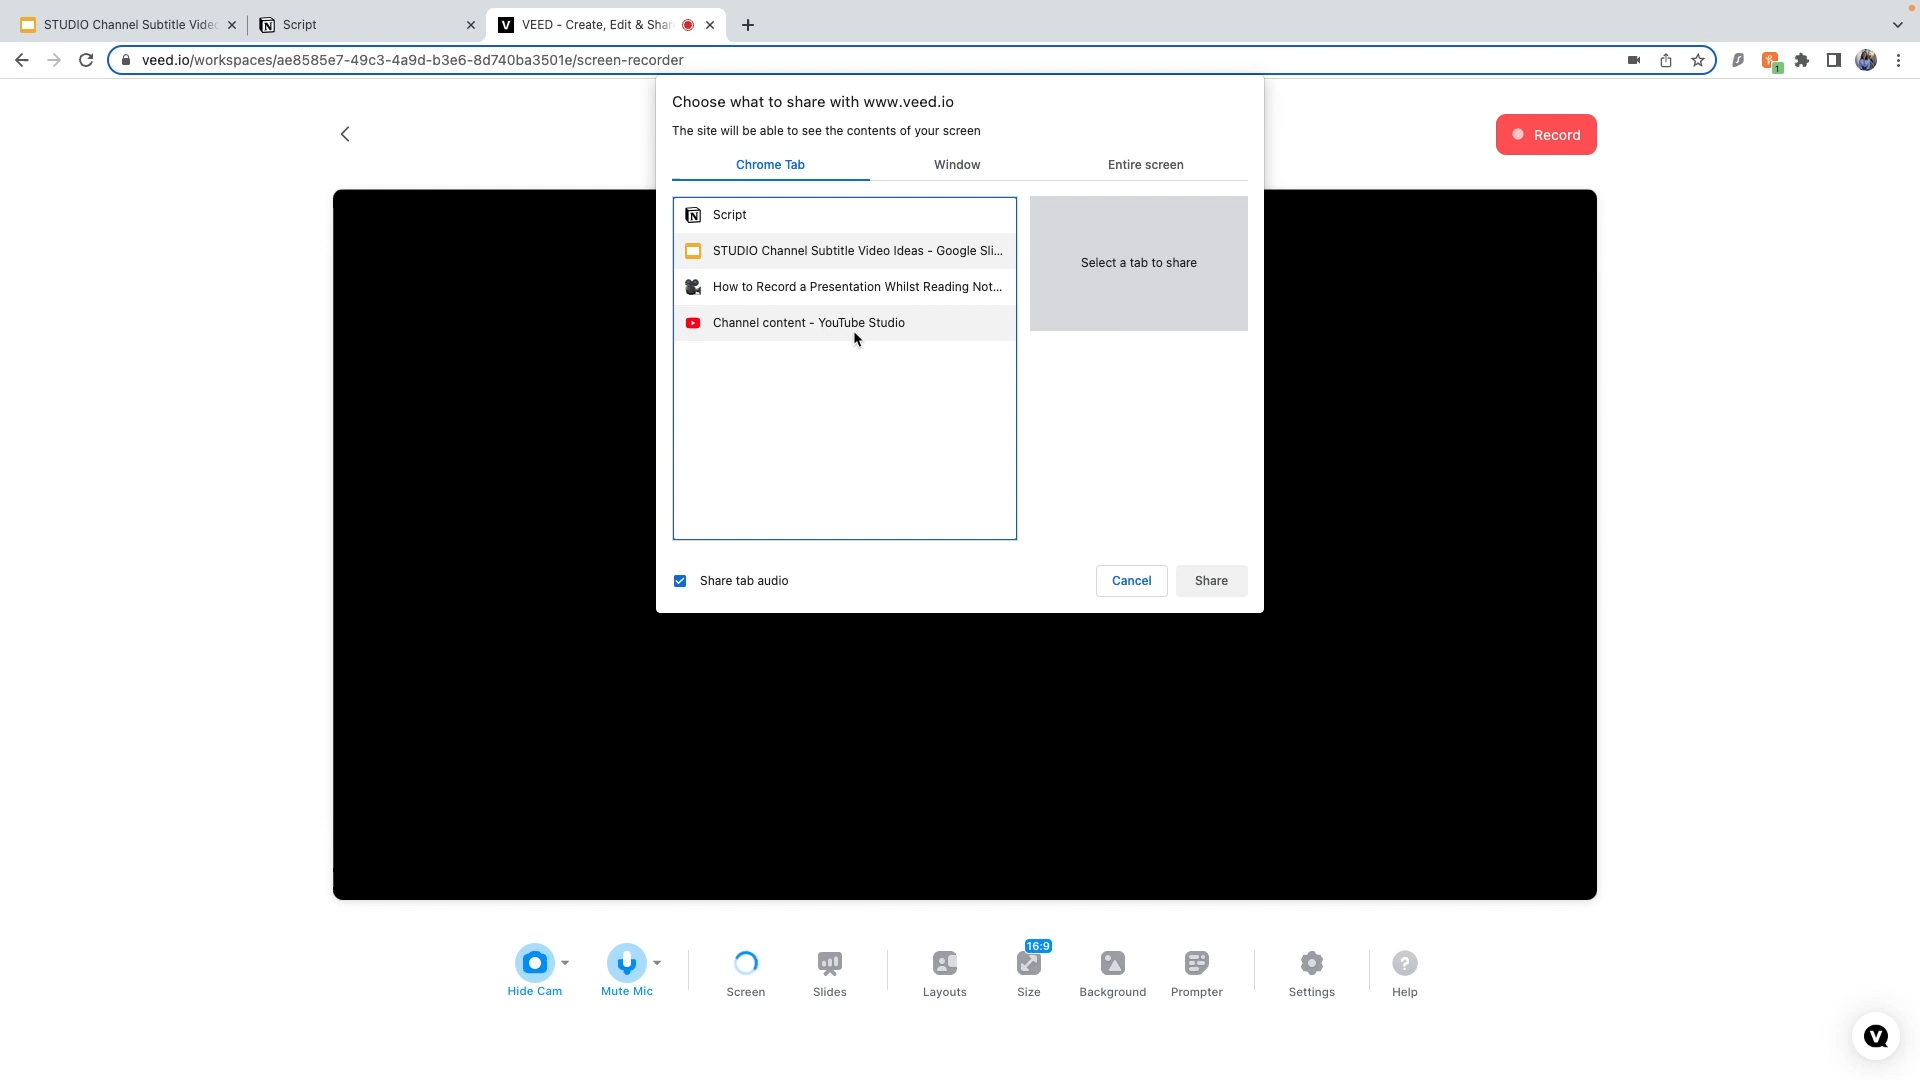 STUDIO Channel Subtitle Videc
Script
VEED - Create, Edit & Shar
veed.io/workspaces/ae8585e7-49c3-4a9d-b3e6-8d740ba3501e/screen-recorder
1
Choose what to share with www.veed.io
The site will be able to see the contents of your screen
Chrome Tab
Window
Entire screen
Record
Script
STUDIO Channel Subtitle Video Ideas - Google Sli...
How to Record a Presentation Whilst Reading Not...
Channel content - YouTube Studio
Select a tab to share
Share tab audio
Cancel
Share
16:9
Hide Cam
Mute Mic
Screen
Slides
Layouts
Size
Background
Prompter
Settings
Help